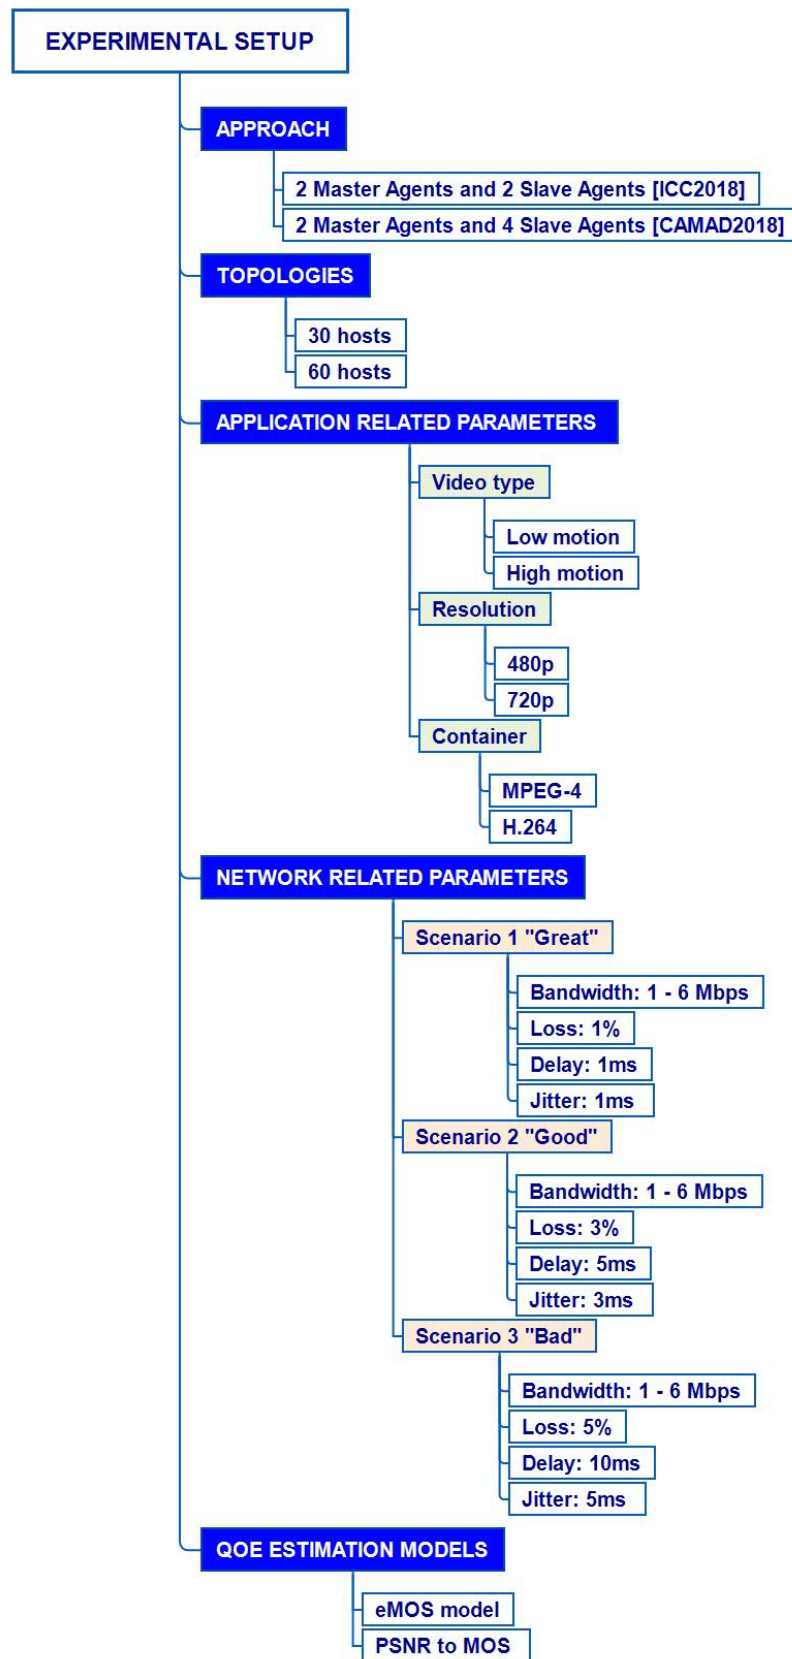 EXPERIMENTAL SETUP
APPROACH
2 Master Agents and 2 Slave Agents [ICC2018]
2 Master Agents and 4 Slave Agents [CAMAD2018]
TOPOLOGIES
30 hosts
60 hosts
APPLICATION RELATED PARAMETERS
Video type
Low motion
High motion
Resolution
480p
720p
Container
MPEG-4
H.264
NETWORK RELATED PARAMETERS
Scenario 1 "Great"
Bandwidth: 1 - 6 Mbps
Loss: 1%
Delay: 1ms
Jitter: 1ms
Scenario 2 "Good"
Bandwidth: 1 - 6 Mbps
Loss: 3%
Delay: 5ms
Jitter: 3ms
Scenario 3 "Bad"
Bandwidth: 1 - 6 Mbps
Loss: 5%
Delay: 10ms
Jitter: 5ms
QOE ESTIMATION MODELS
eMOS model
PSNR to MOS